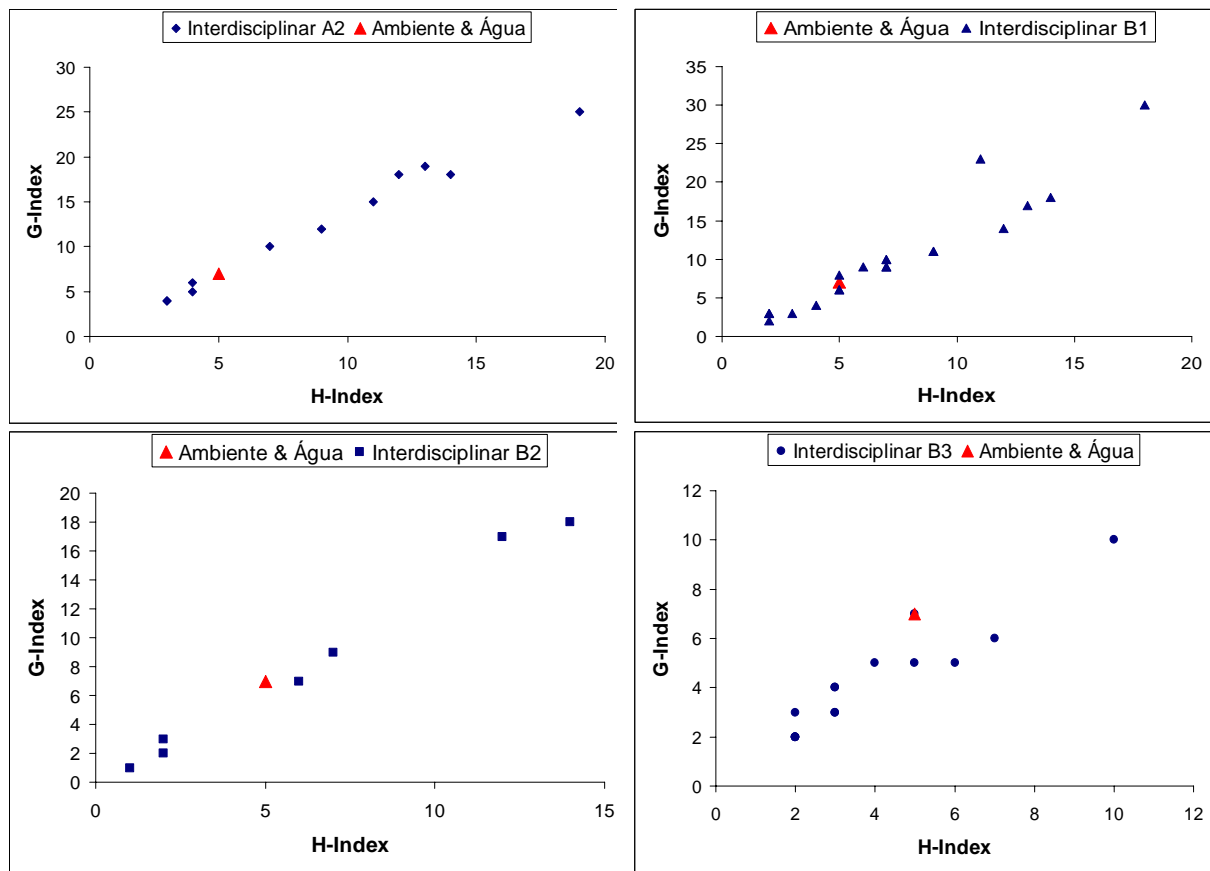 Interdisciplinar A2 Ambiente & Água
30
25
20
15
10
5
0
0 5 10 15 20
G-Index
H-Index
Ambiente & Água Interdisciplinar B1
35
30
25
20
15
10
5
0
0 5 10 15 20
G-Index
H-Index
Ambiente & Água Interdisciplinar B2
20
18
16
14
12
10
8
6
4
2
0
0 5 10 15
G-Index
H-Index
Interdisciplinar B3 Ambiente & Água
12
10
8
6
4
2
0
0 2 4 6 8 10 12
G-Index
H-Index